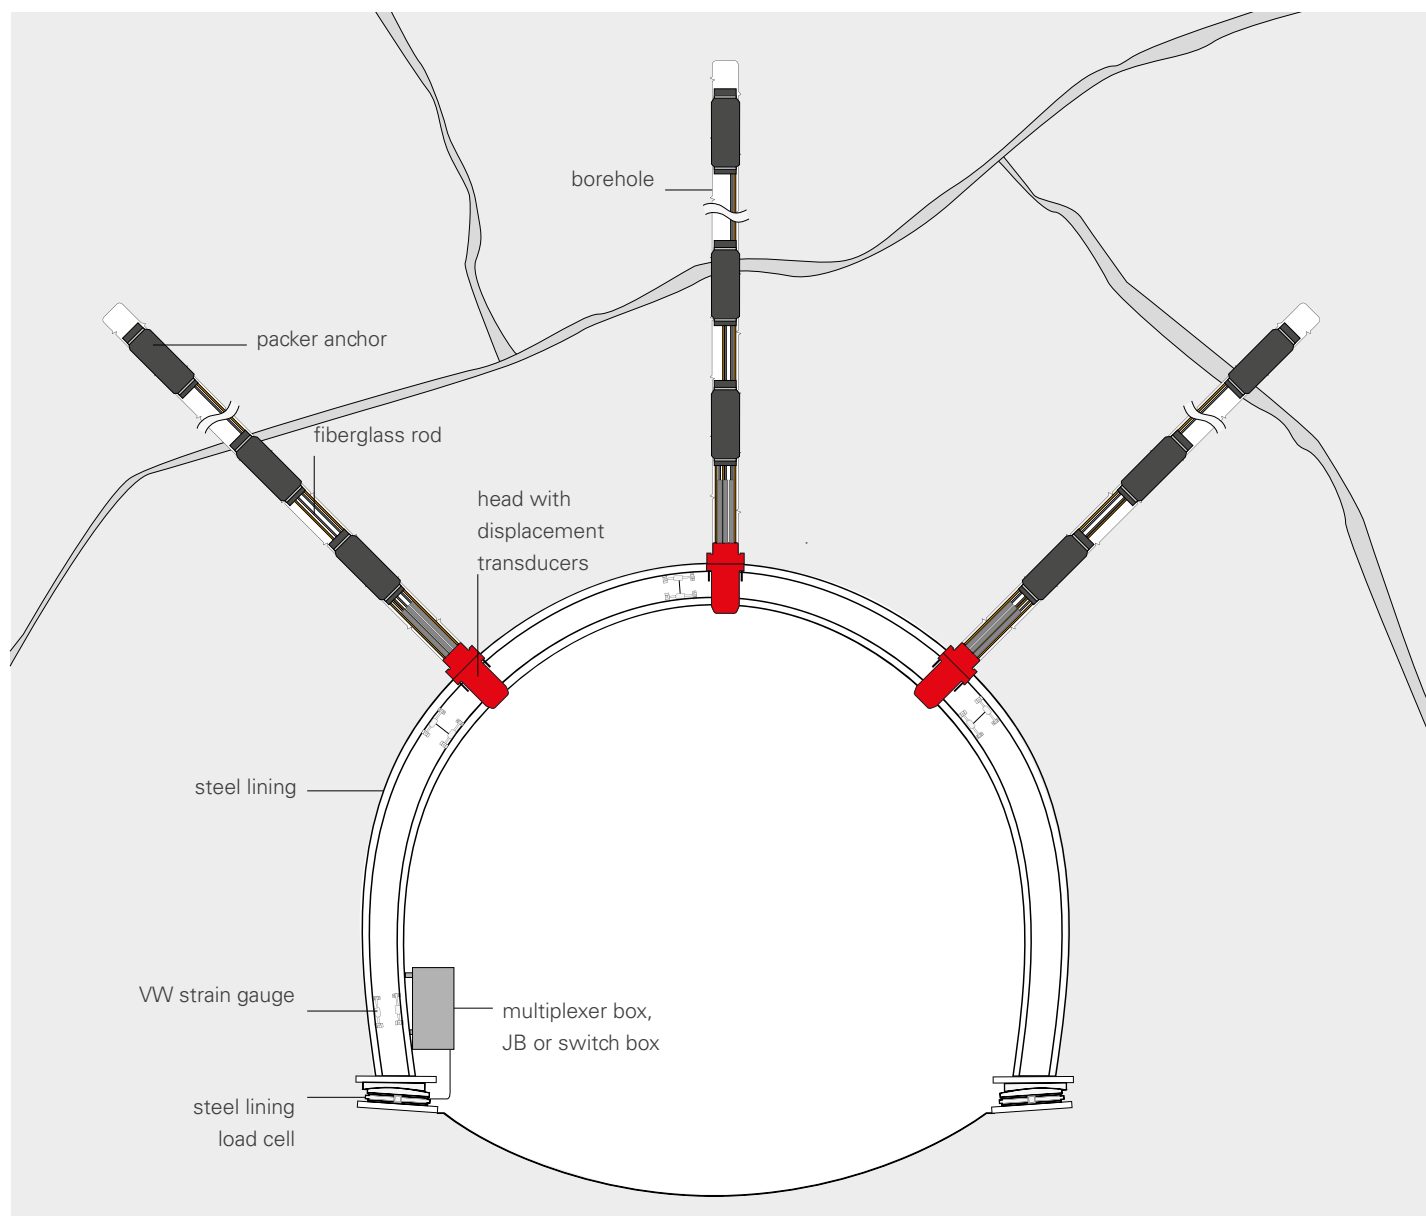 borehole
packer anchor
fiberglass rod
head with
displacement
transducers
steel lining
VW strain gauge
multiplexer box,
JB or switch box
steel lining
load cell